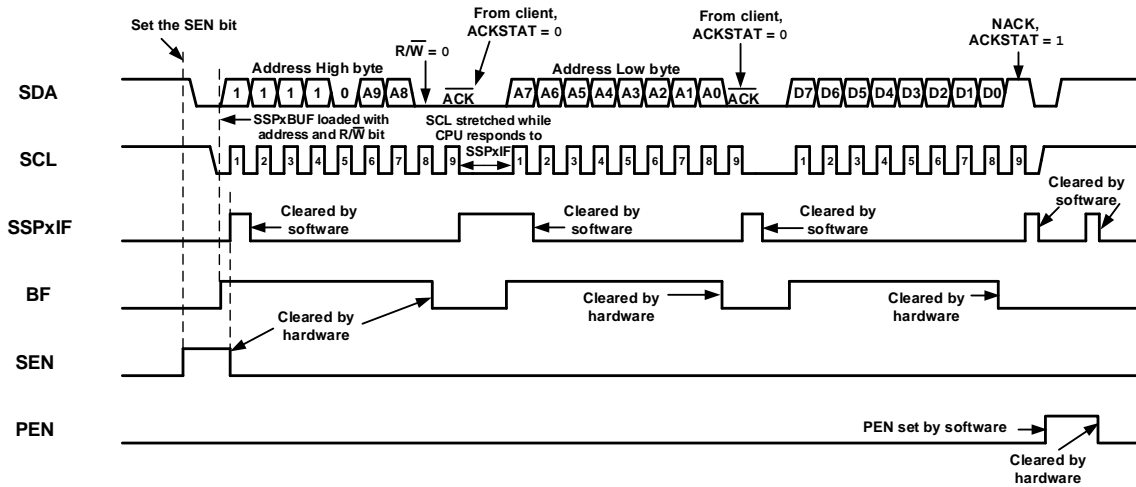 Set the SEN bit
From client,
ACKSTAT = 0
R/W = 0
From client,
ACKSTAT = 0
NACK,
ACKSTAT = 1
Address High byte
Address Low byte
SDA
1 1 1 1 0 A9 A8
ACK
A7 A6 A5 A4 A3 A2 A1 A0
ACK
D7 D6 D5 D4 D3 D2 D1 D0
SSPxBUF loaded with
address and R/W bit
SCL stretched while
CPU responds to
SSPxIF
SCL
1 2 3 4 5 6 7 8 9
1 2 3 4 5 6 7 8 9
1 2 3 4 5 6 7 8 9
SSPxIF
Cleared by
software
Cleared by
software
Cleared by
software
Cleared by
software
BF
Cleared by
hardware
Cleared by
hardware
Cleared by
hardware
SEN
PEN
PEN set by software
Cleared by
hardware